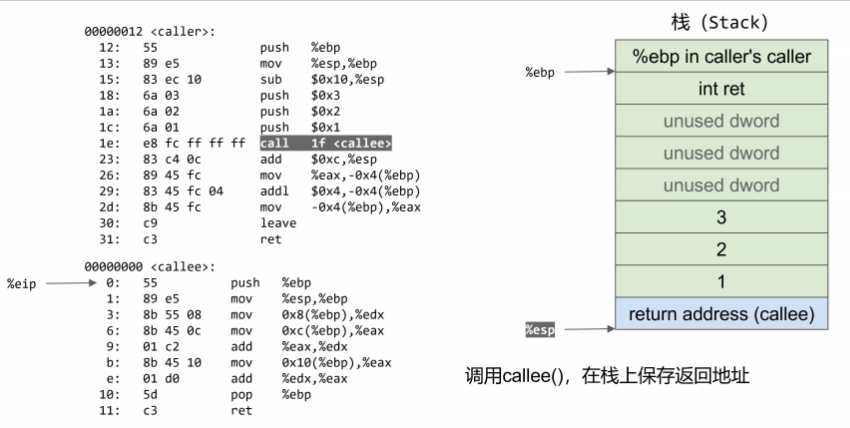 00000012 <caller>:
12: 55 push %ebp
13: 89 e5 mov %esp,%ebp
15: 83 ec 10 sub $0x10,%esp
18: 6a 03 push $0x3
1a: 6a 02 push $0x2
1c: 6a 01 push $0x1
1e: e8 fc ff ff ff call 1f <callee>
23: 83 c4 0c add $0xc,%esp
26: 89 45 fc mov %eax,-0x4(%ebp)
29: 83 45 fc 04 addl $0x4,-0x4(%ebp)
2d: 8b 45 fc mov -0x4(%ebp),%eax
30: c9 leave
31: c3 ret
00000000 <callee>:
%eip
0: 55 push %ebp
1: 89 e5 mov %esp,%ebp
3: 8b 55 08 mov 0x8(%ebp),%edx
6: 8b 45 0c mov 0xc(%ebp),%eax
9: 01 c2 add %eax,%edx
b: 8b 45 10 mov 0x10(%ebp),%eax
e: 01 d0 add %edx,%eax
10: 5d pop %ebp
11: c3 ret
栈 (Stack)
%ebp
%ebp in caller's caller
int ret
unused dword
unused dword
unused dword
3
2
1
return address (callee)
%esp
调用callee()，在栈上保存返回地址